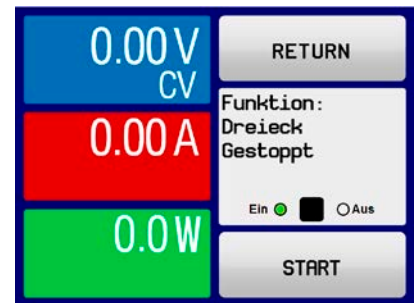 0.00 V
CV
0.00 A
0.0 W
RETURN
Funktion:
Dreieck
Gestoppt
Ein Aus
START